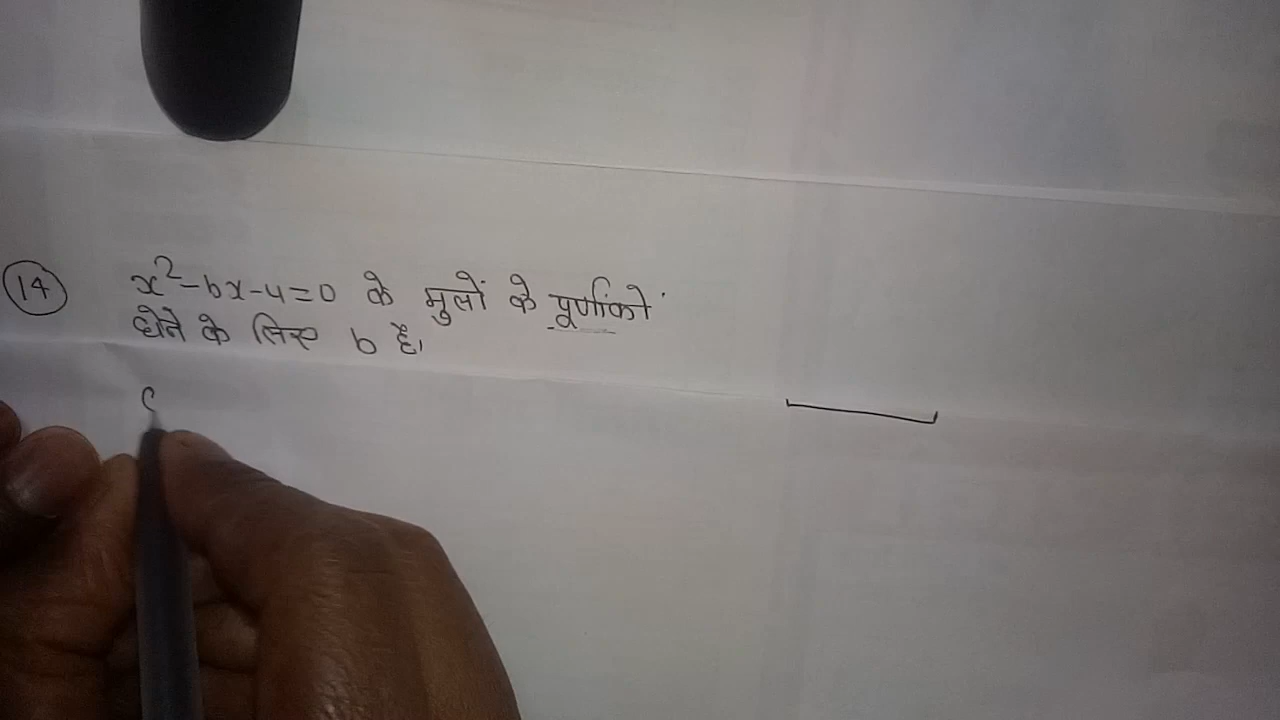 14 x²-bx-4=0 के मुलों के पूर्णांकों
होने के लिए b है।